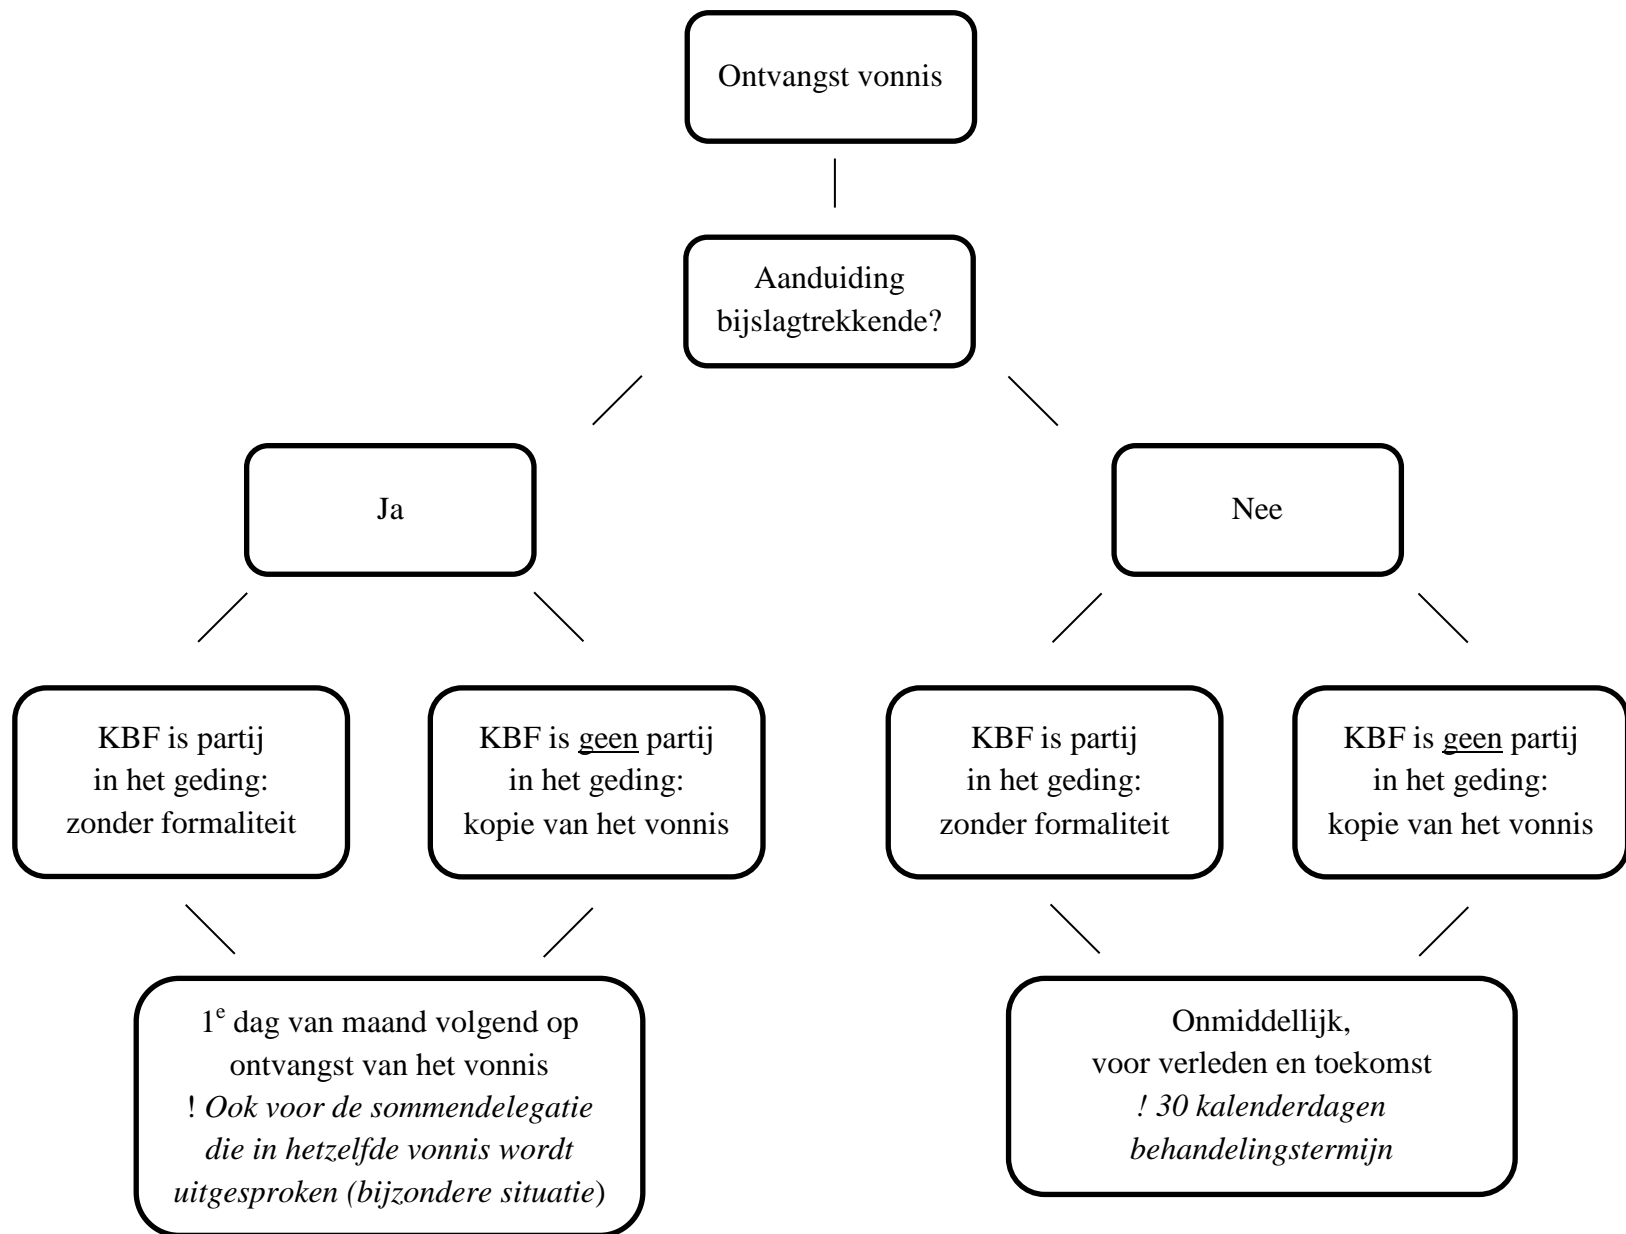 Ontvangst vonnis
Aanduiding
bijslagtrekkende?
Ja
Nee
KBF is partij
in het geding:
zonder formaliteit
KBF is geen partij
in het geding:
kopie van het vonnis
KBF is partij
in het geding:
zonder formaliteit
KBF is geen partij
in het geding:
kopie van het vonnis
1e dag van maand volgend op
ontvangst van het vonnis
! Ook voor de sommendelegatie
die in hetzelfde vonnis wordt
uitgesproken (bijzondere situatie)
Onmiddellijk,
voor verleden en toekomst
! 30 kalenderdagen
behandelingstermijn